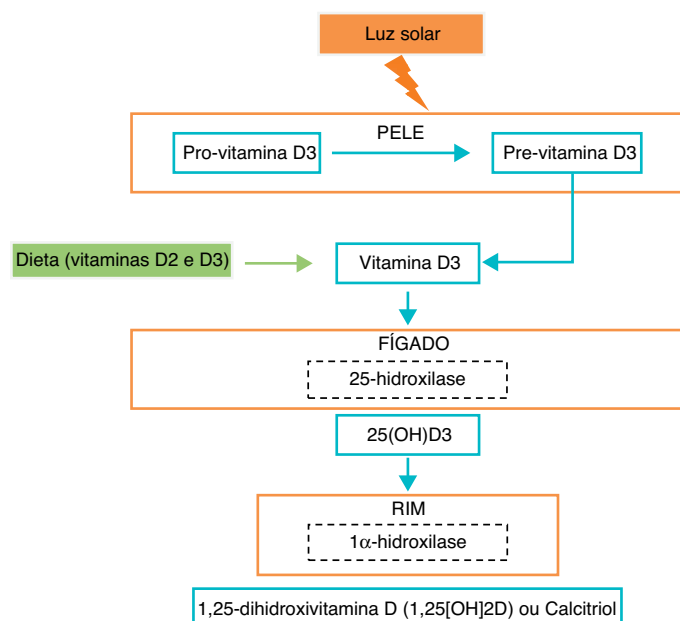 Luz solar
PELE
Pro-vitamina D3
Pre-vitamina D3
Dieta (vitaminas D2 e D3)
Vitamina D3
FÍGADO
25-hidroxilase
25(OH)D3
RIM
1α-hidroxilase
1,25-dihidroxivitamina D (1,25[OH]2D) ou Calcitriol